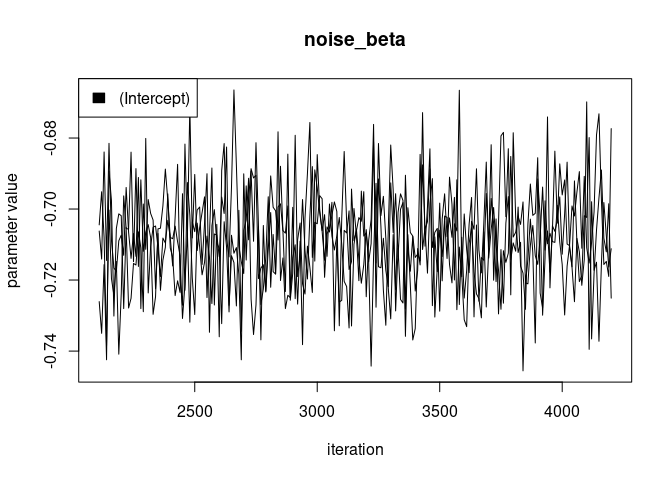 noise_beta
(Intercept)
parameter value
-0.68
-0.70
-0.72
-0.74
2500 3000 3500 4000
iteration